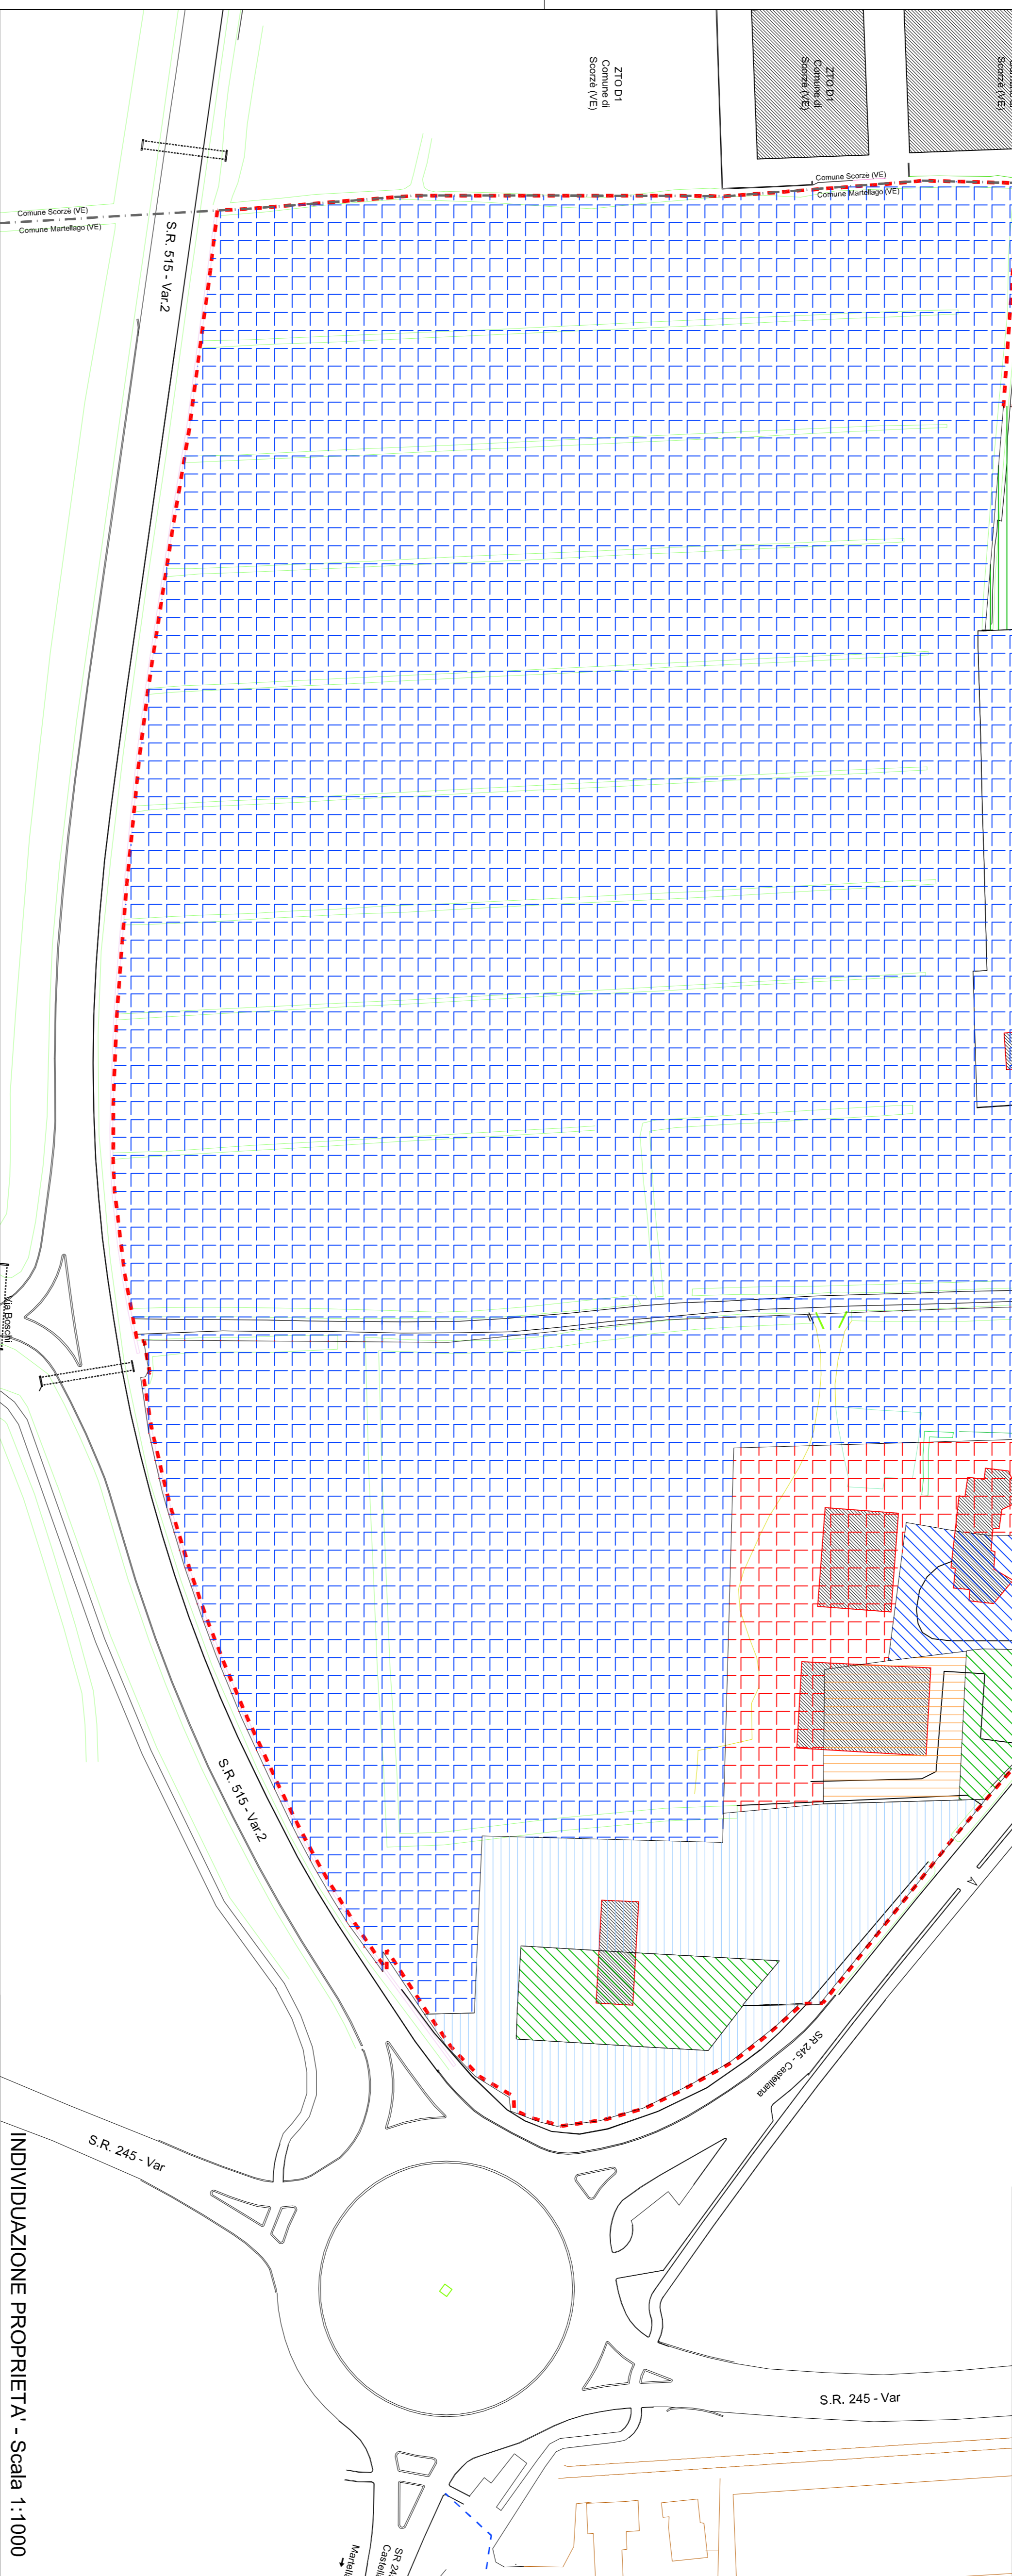 ZTO D1
Comune di
Scorzè (VE)
ZTO D1
Comune di
Scorzè (VE)
Scorzè (VE)
Comune Scorzè (VE)
Comune Martellago (VE)
Comune Scorzè (VE)
Comune Martellago (VE)
S.R. 515 - Var.2
Via Boschi
S.R. 515 - Var.2
SR 245 - Castellana
S.R. 245 - Var
S.R. 245 - Var
INDIVIDUAZIONE PROPRIETA' - Scala 1:1000